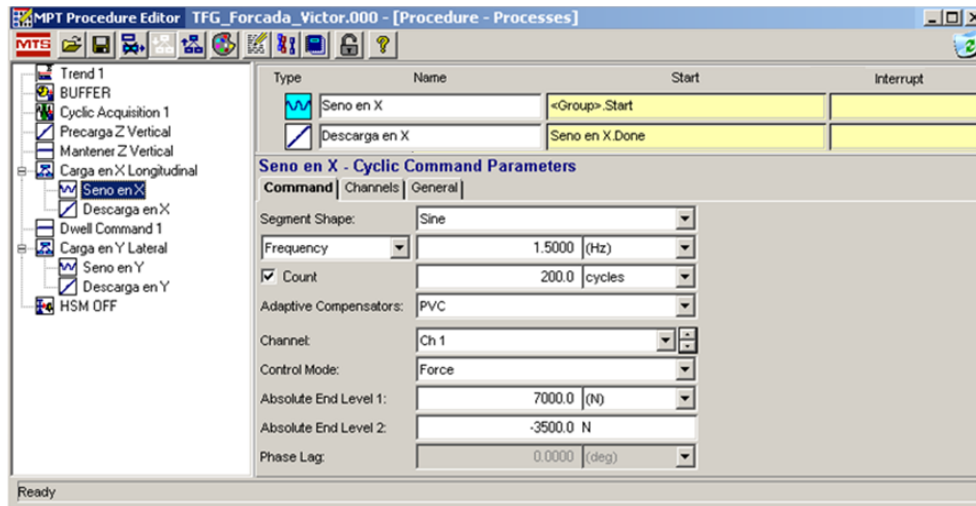 MPT Procedure Editor TFG_Forcada_Victor.000 - [Procedure - Processes]
MTS
Trend 1
BUFFER
Cyclic Acquisition 1
Precarga Z Vertical
Mantener Z Vertical
Carga en X Longitudinal
Seno en X
Descarga en X
Dwell Command 1
Carga en Y Lateral
Seno en Y
Descarga en Y
HSM OFF
Type Name Start Interrupt
Seno en X <Group>.Start
Descarga en X Seno en X.Done
Seno en X - Cyclic Command Parameters
Command Channels General
Segment Shape: Sine
Frequency 1.5000 (Hz)
Count 200.0 cycles
Adaptive Compensators: PVC
Channel: Ch 1
Control Mode: Force
Absolute End Level 1: 7000.0 (N)
Absolute End Level 2: -3500.0 N
Phase Lag: 0.0000 (deg)
Ready